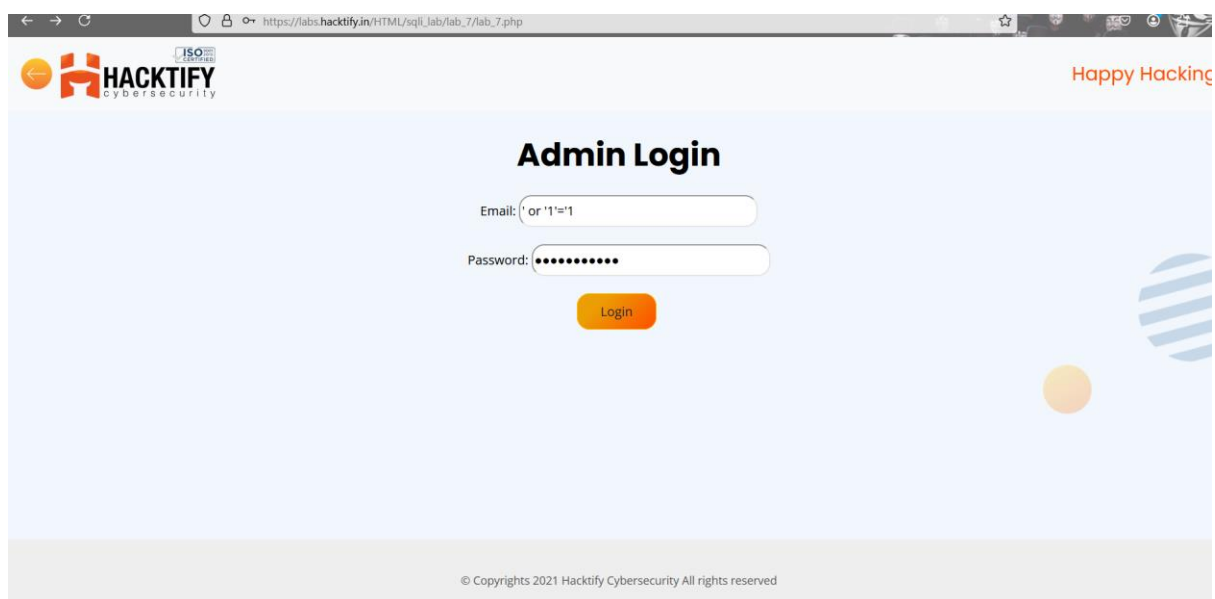 https://labs.hacktify.in/HTML/sqli_lab/lab_7/lab_7.php
ISO
CERTIFIED
HACKTIFY
cybersecurity
Happy Hacking
Admin Login
Email: ' or '1'='1
Password: •••••••••••
Login
© Copyrights 2021 Hacktify Cybersecurity All rights reserved